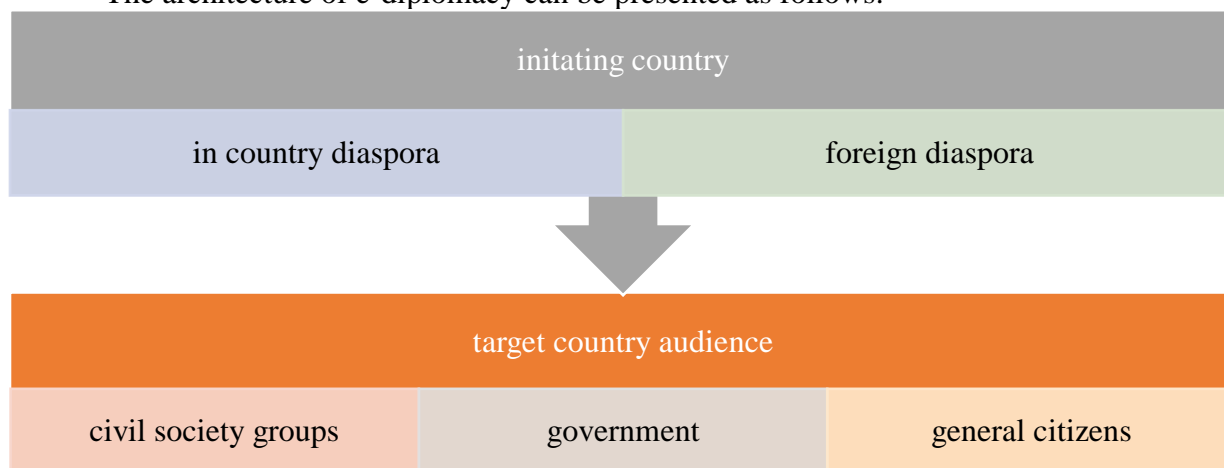 The architecture of e-diplomacy can be presented as follows:
initating country
in country diaspora
foreign diaspora
target country audience
civil society groups
government
general citizens